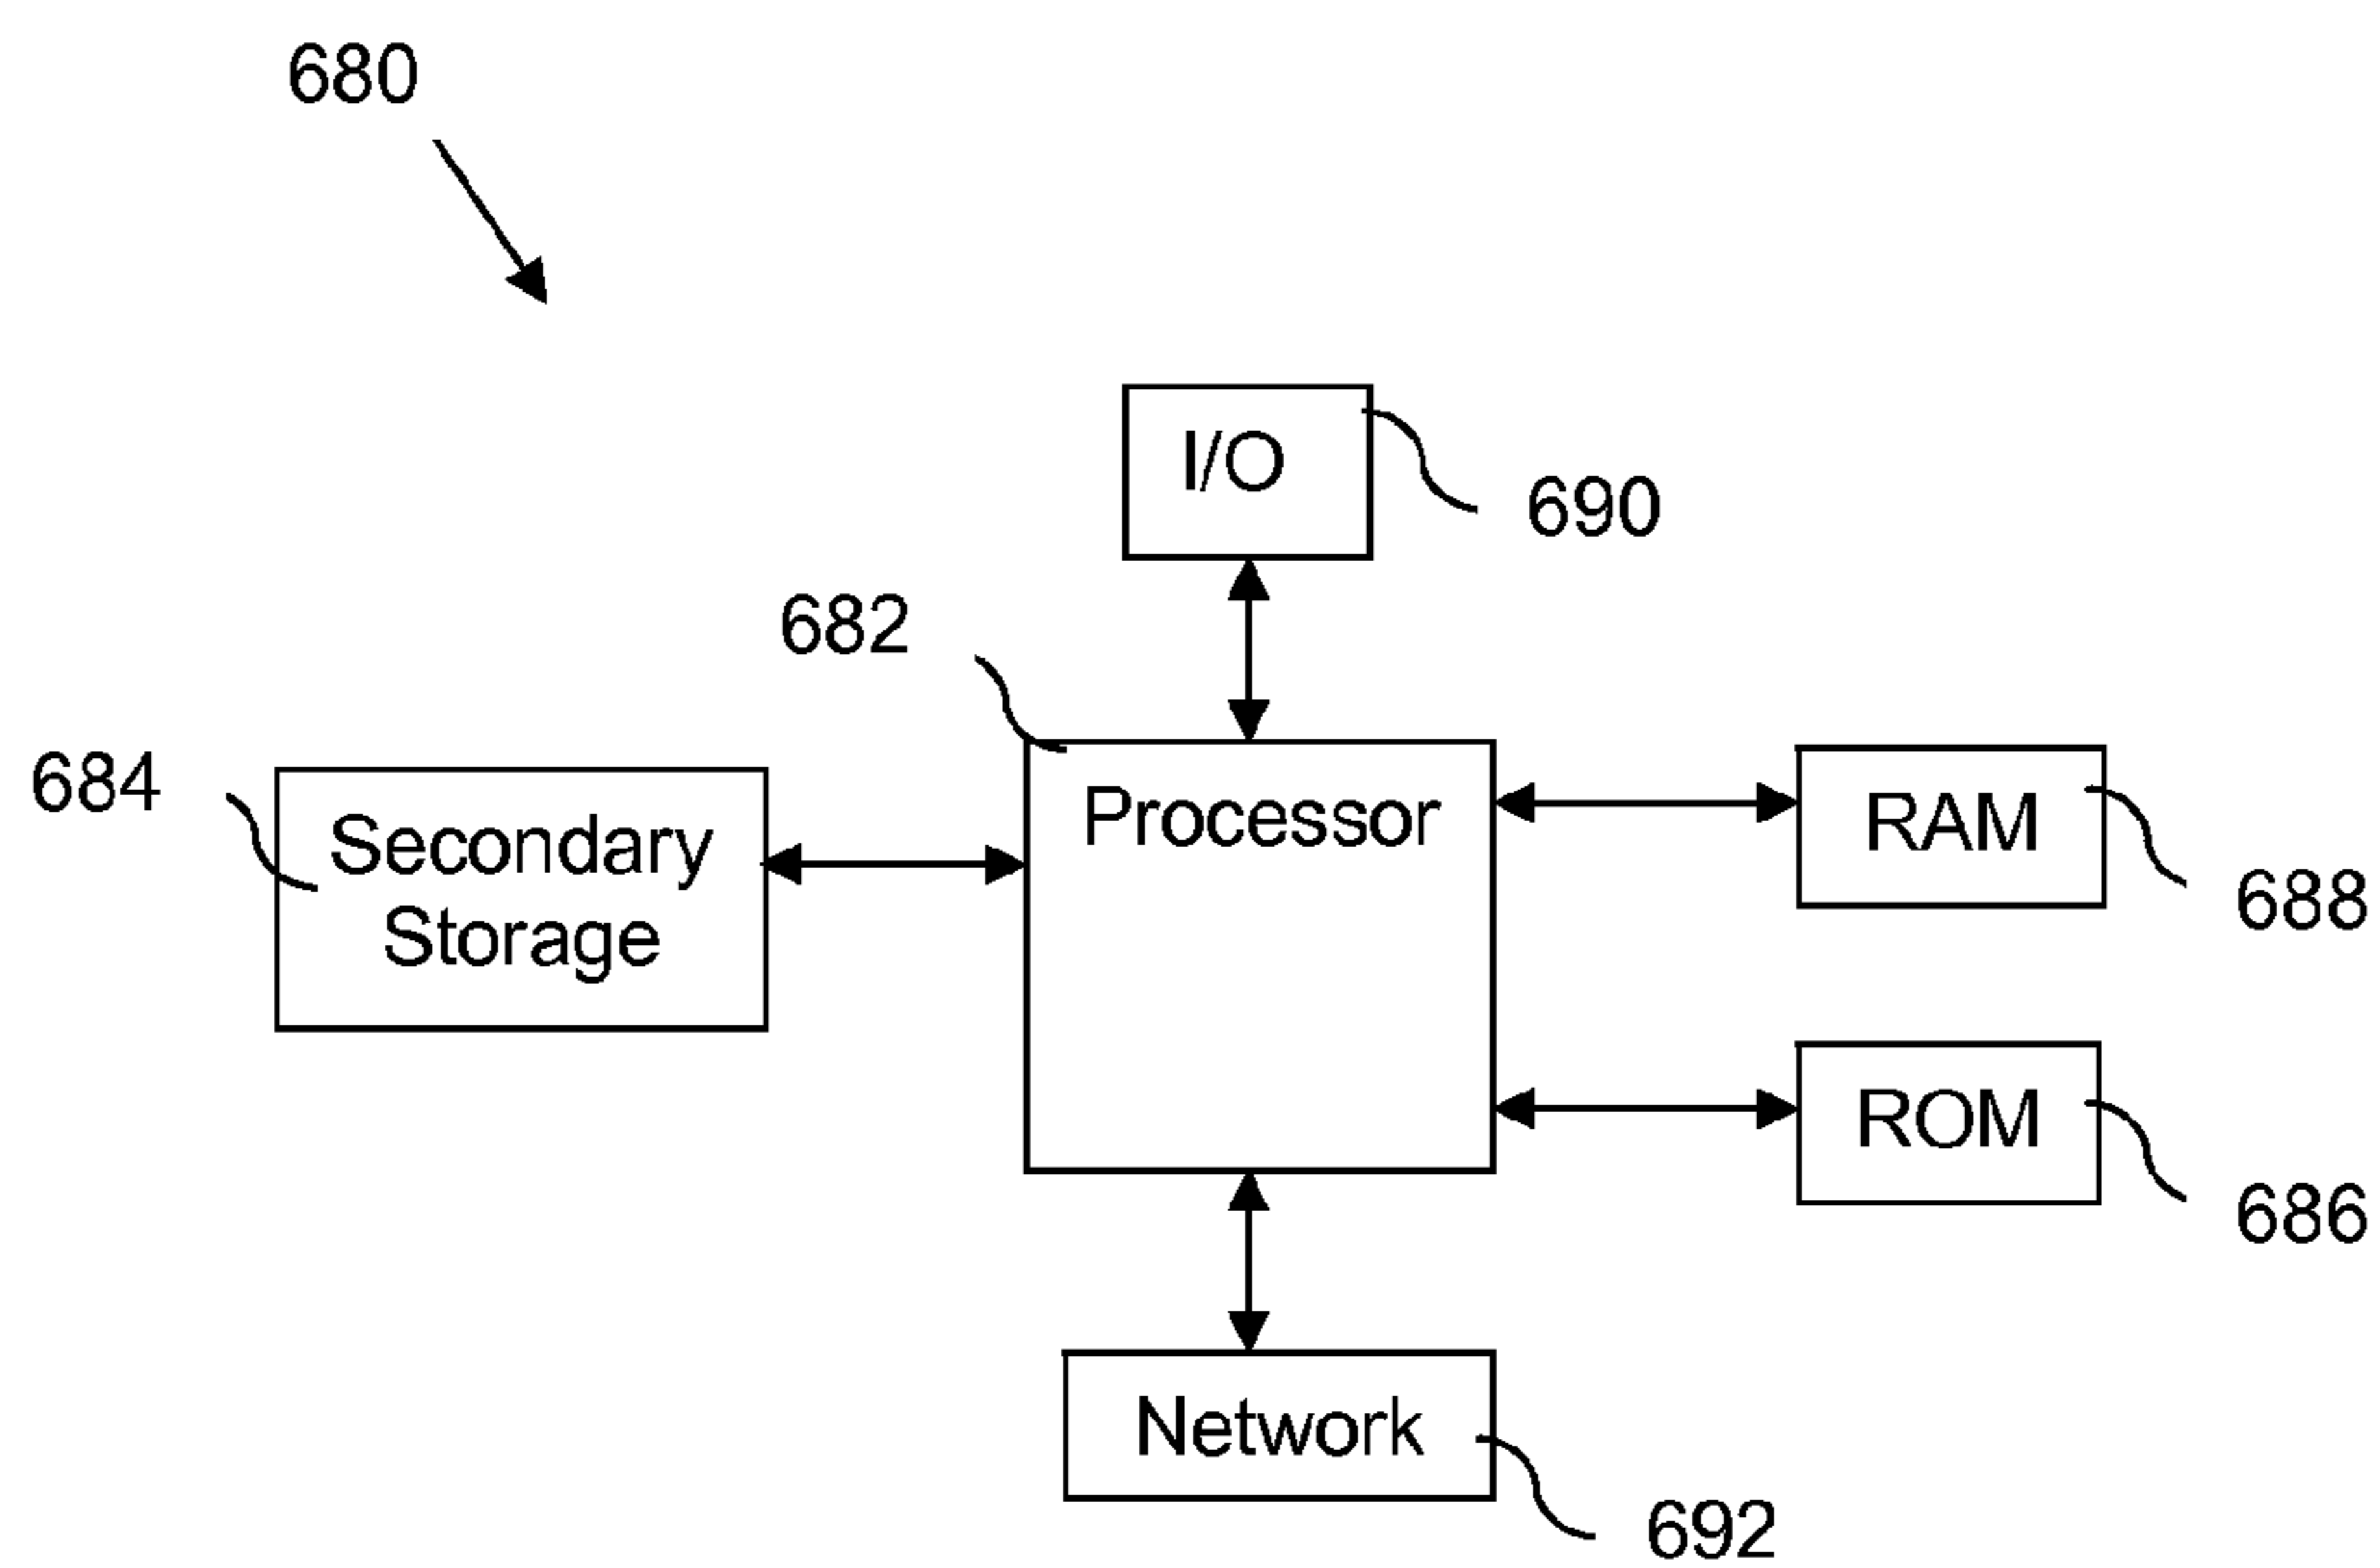 680
I/O
690
682
684
Secondary
Storage
Processor
RAM
688
ROM
686
Network
692